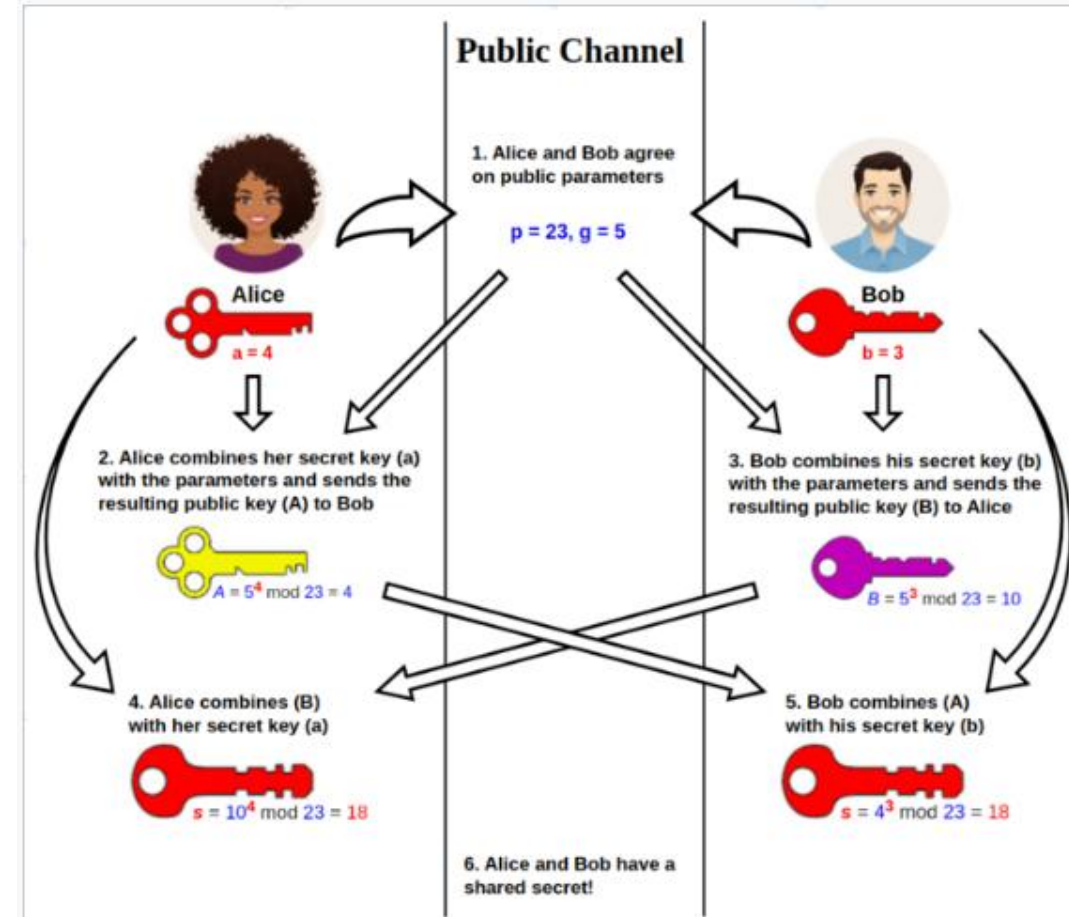 Public Channel
1. Alice and Bob agree
on public parameters
p = 23, g = 5
Alice
a = 4
Bob
b = 3
2. Alice combines her secret key (a)
with the parameters and sends the
resulting public key (A) to Bob
A = 5⁴ mod 23 = 4
3. Bob combines his secret key (b)
with the parameters and sends the
resulting public key (B) to Alice
B = 5³ mod 23 = 10
4. Alice combines (B)
with her secret key (a)
s = 10⁴ mod 23 = 18
5. Bob combines (A)
with his secret key (b)
s = 4³ mod 23 = 18
6. Alice and Bob have a
shared secret!